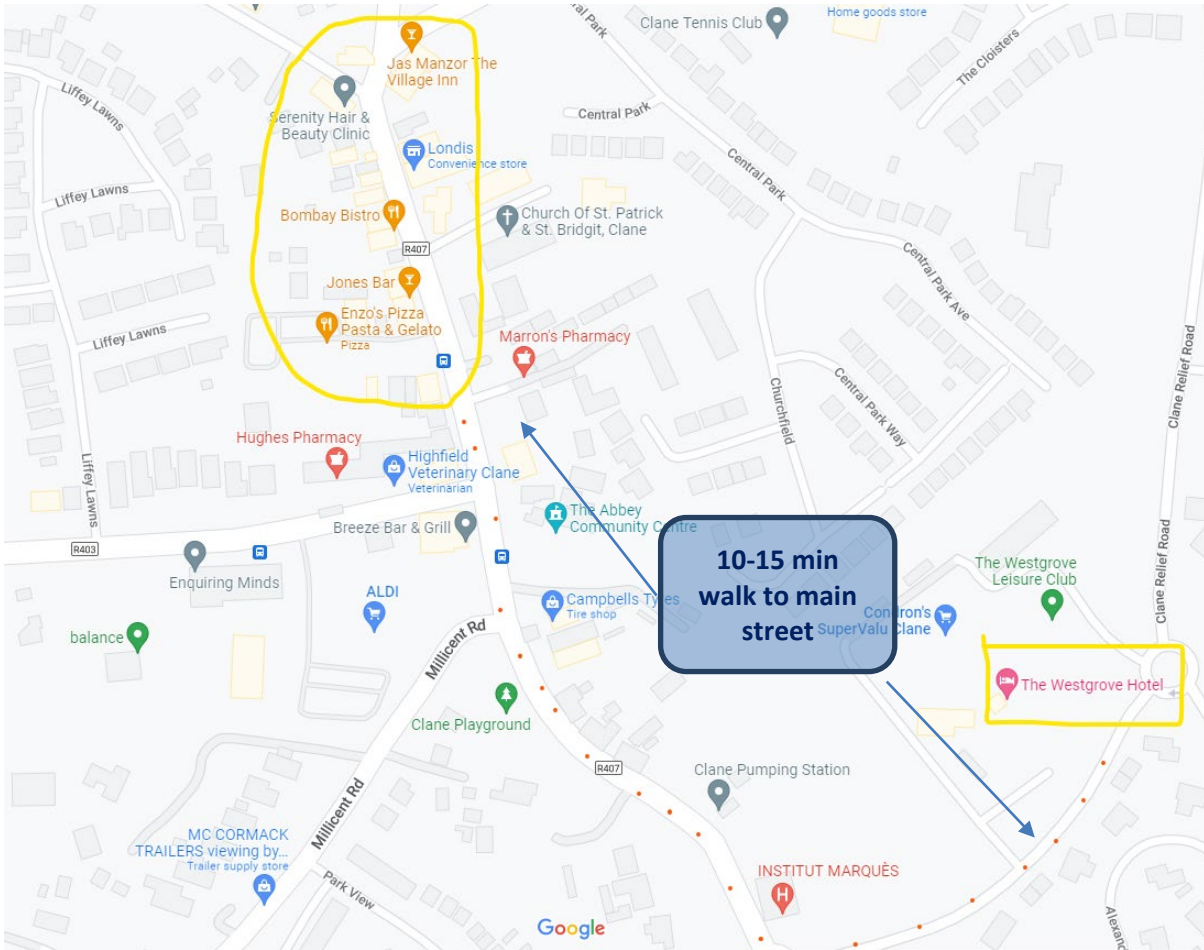 Home goods store
Clane Tennis Club
Central Park
The Cloisters
Jas Manzor The
Village Inn
Liffey Lawns
Serenity Hair &
Beauty Clinic
Central Park
Londis
Convenience store
Central Park
Liffey Lawns
Bombay Bistro
Church Of St. Patrick
& St. Bridgit, Clane
R407
Central Park Ave
Jones Bar
Enzo's Pizza
Pasta & Gelato
Pizza
Liffey Lawns
Marron's Pharmacy
Clane Relief Road
Churchfield
Central Park Way
Hughes Pharmacy
Highfield
Veterinary Clane
Veterinarian
Liffey Lawns
Breeze Bar & Grill
The Abbey
Community Centre
R403
Enquiring Minds
10-15 min
walk to main
street
The Westgrove
Leisure Club
Clane Relief Road
ALDI
Campbells Tyres
Tire shop
Condron's
SuperValu Clane
balance
Millicent Rd
The Westgrove Hotel
Clane Playground
R407
Clane Pumping Station
Millicent Rd
MC CORMACK
TRAILERS viewing by...
Trailer supply store
Park View
INSTITUT MARQUÈS
Google